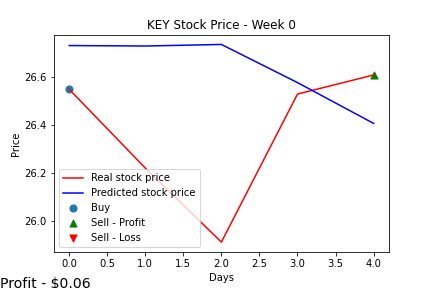 KEY Stock Price - Week 0
Price
26.6
26.4
26.2
26.0
Real stock price
Predicted stock price
Buy
Sell - Profit
Sell - Loss
0.0 0.5 1.0 1.5 2.0 2.5 3.0 3.5 4.0
Days
Profit - $0.06